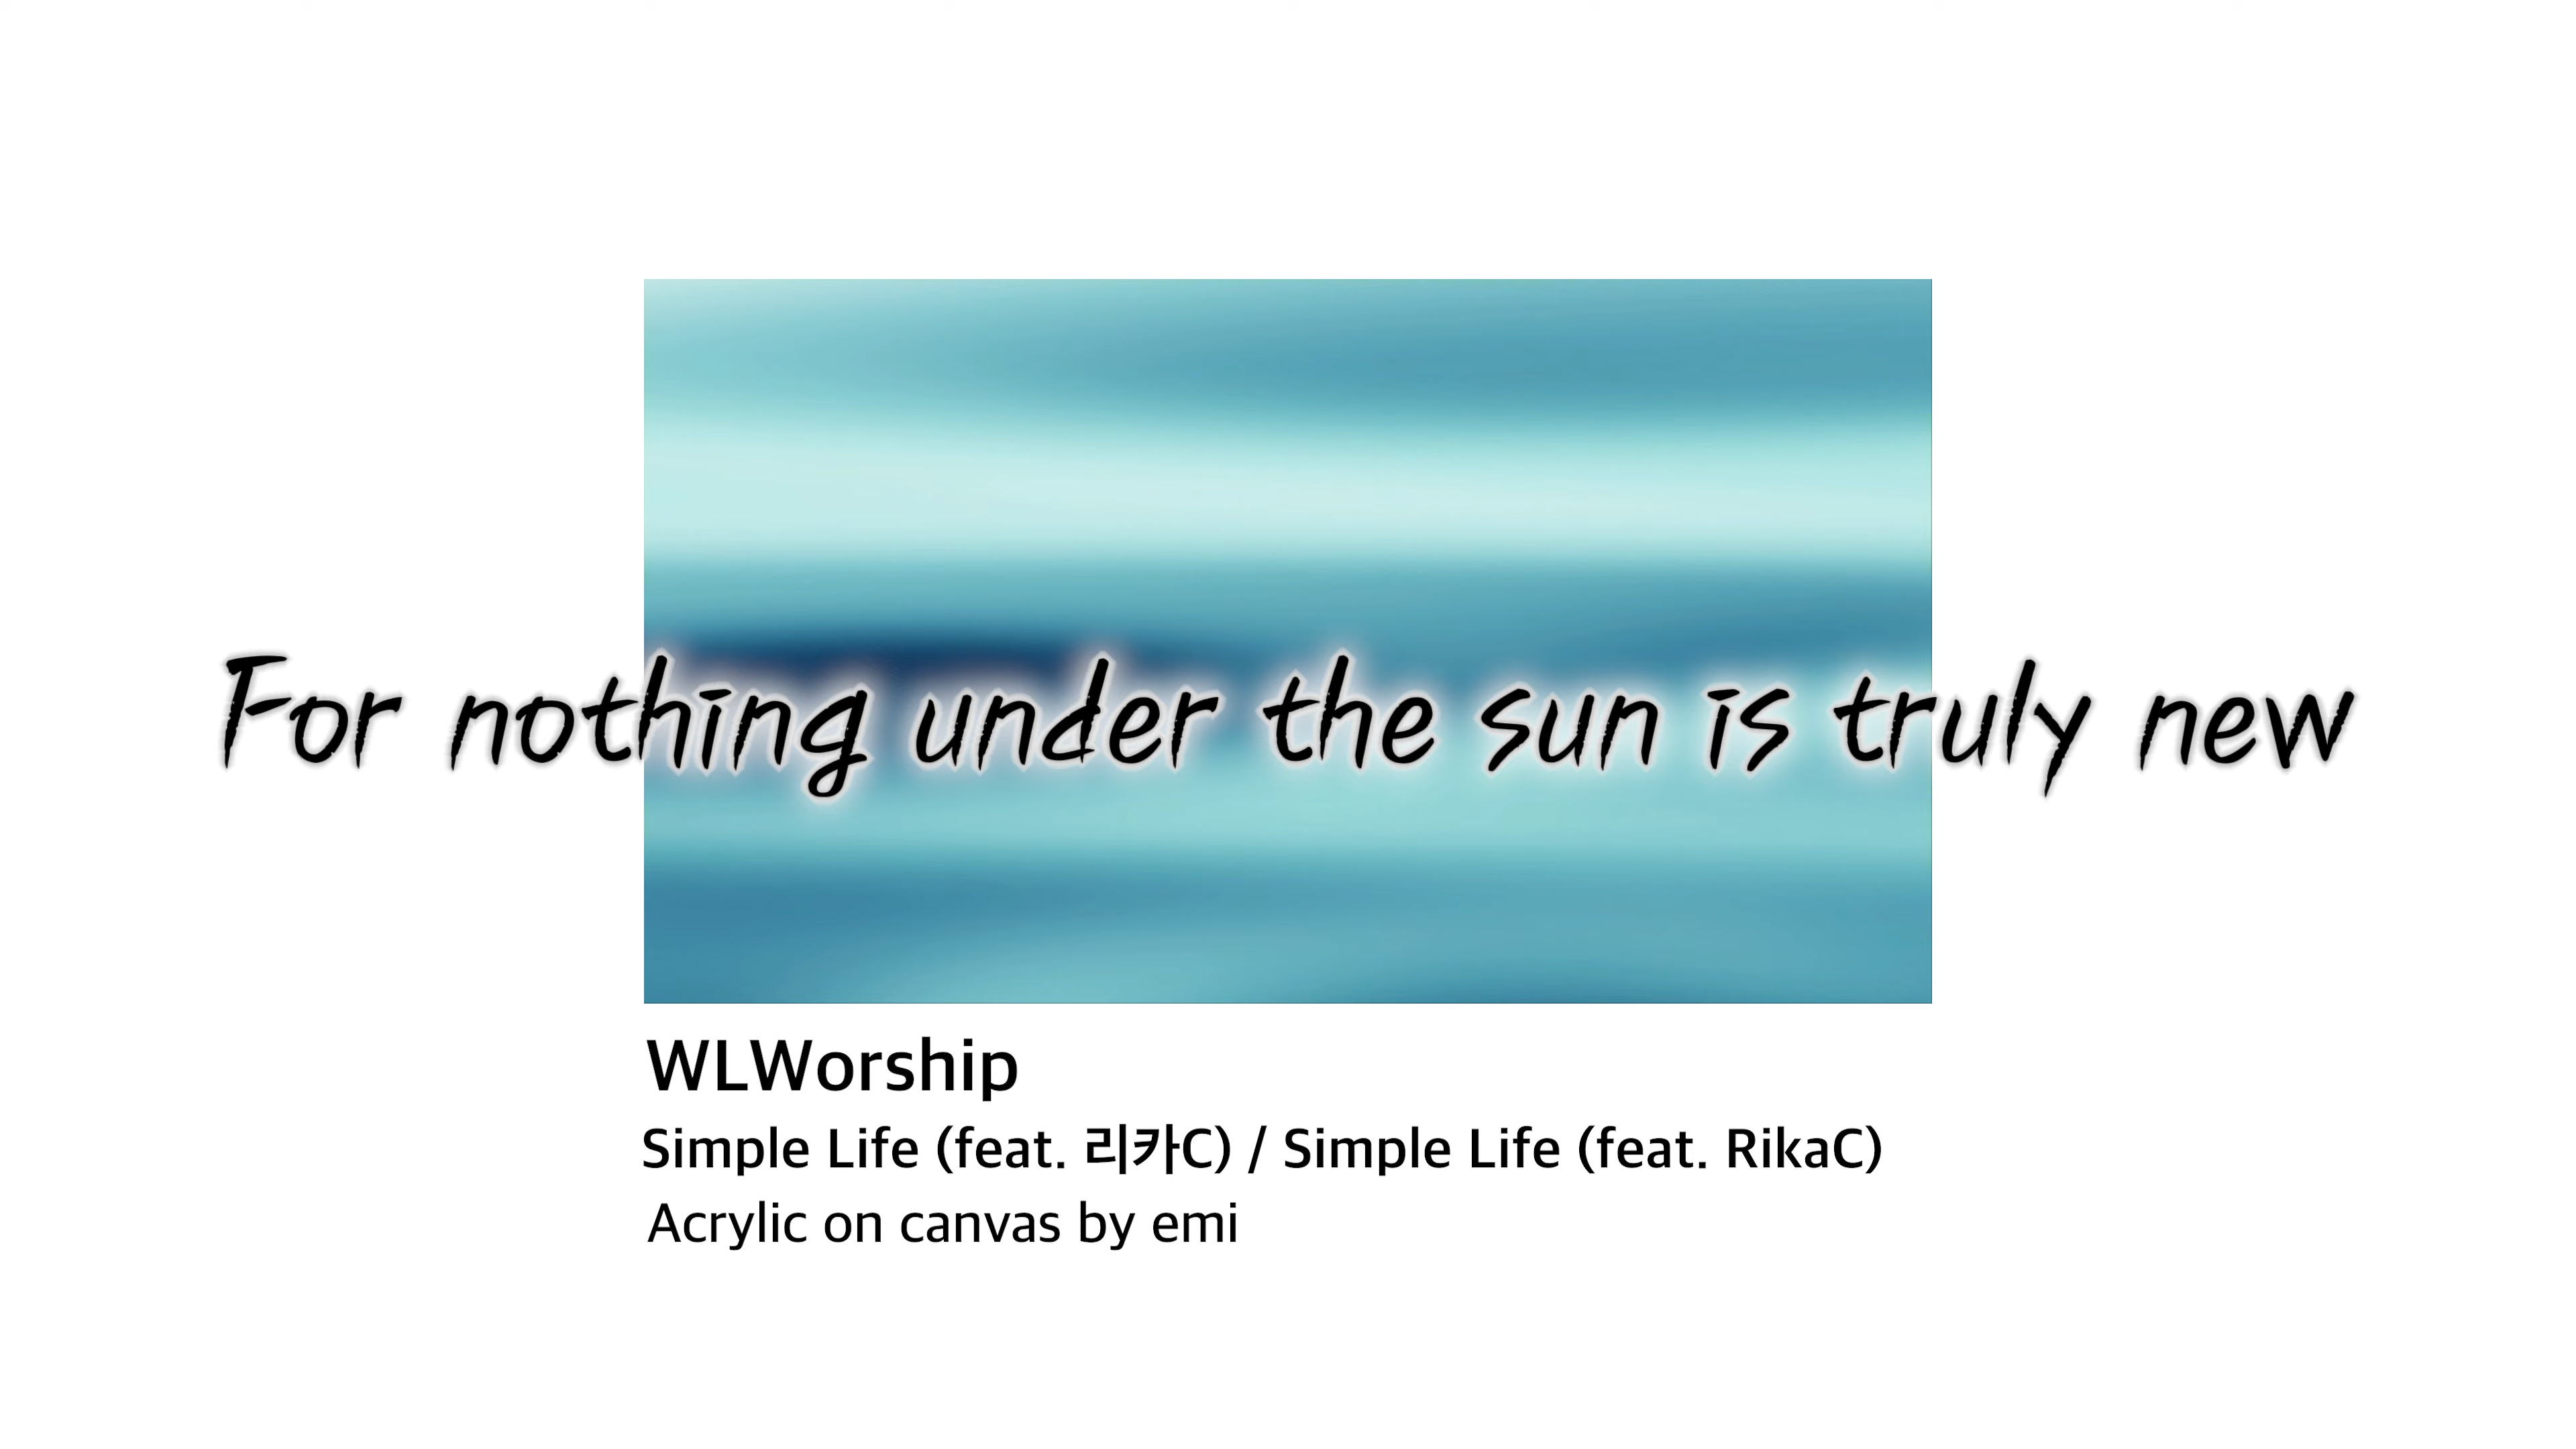 For nothing under the sun is truly new
WLWorship
Simple Life (feat. 리카C) / Simple Life (feat. RikaC)
Acrylic on canvas by emi